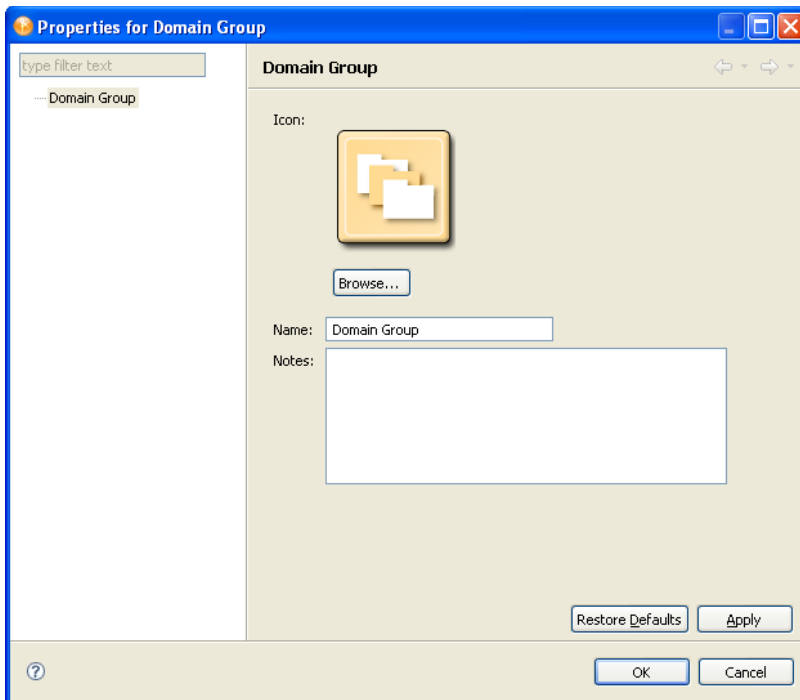 Properties for Domain Group
type filter text
Domain Group
Domain Group
Icon:
Browse...
Name: Domain Group
Notes:
Restore Defaults Apply
? OK Cancel